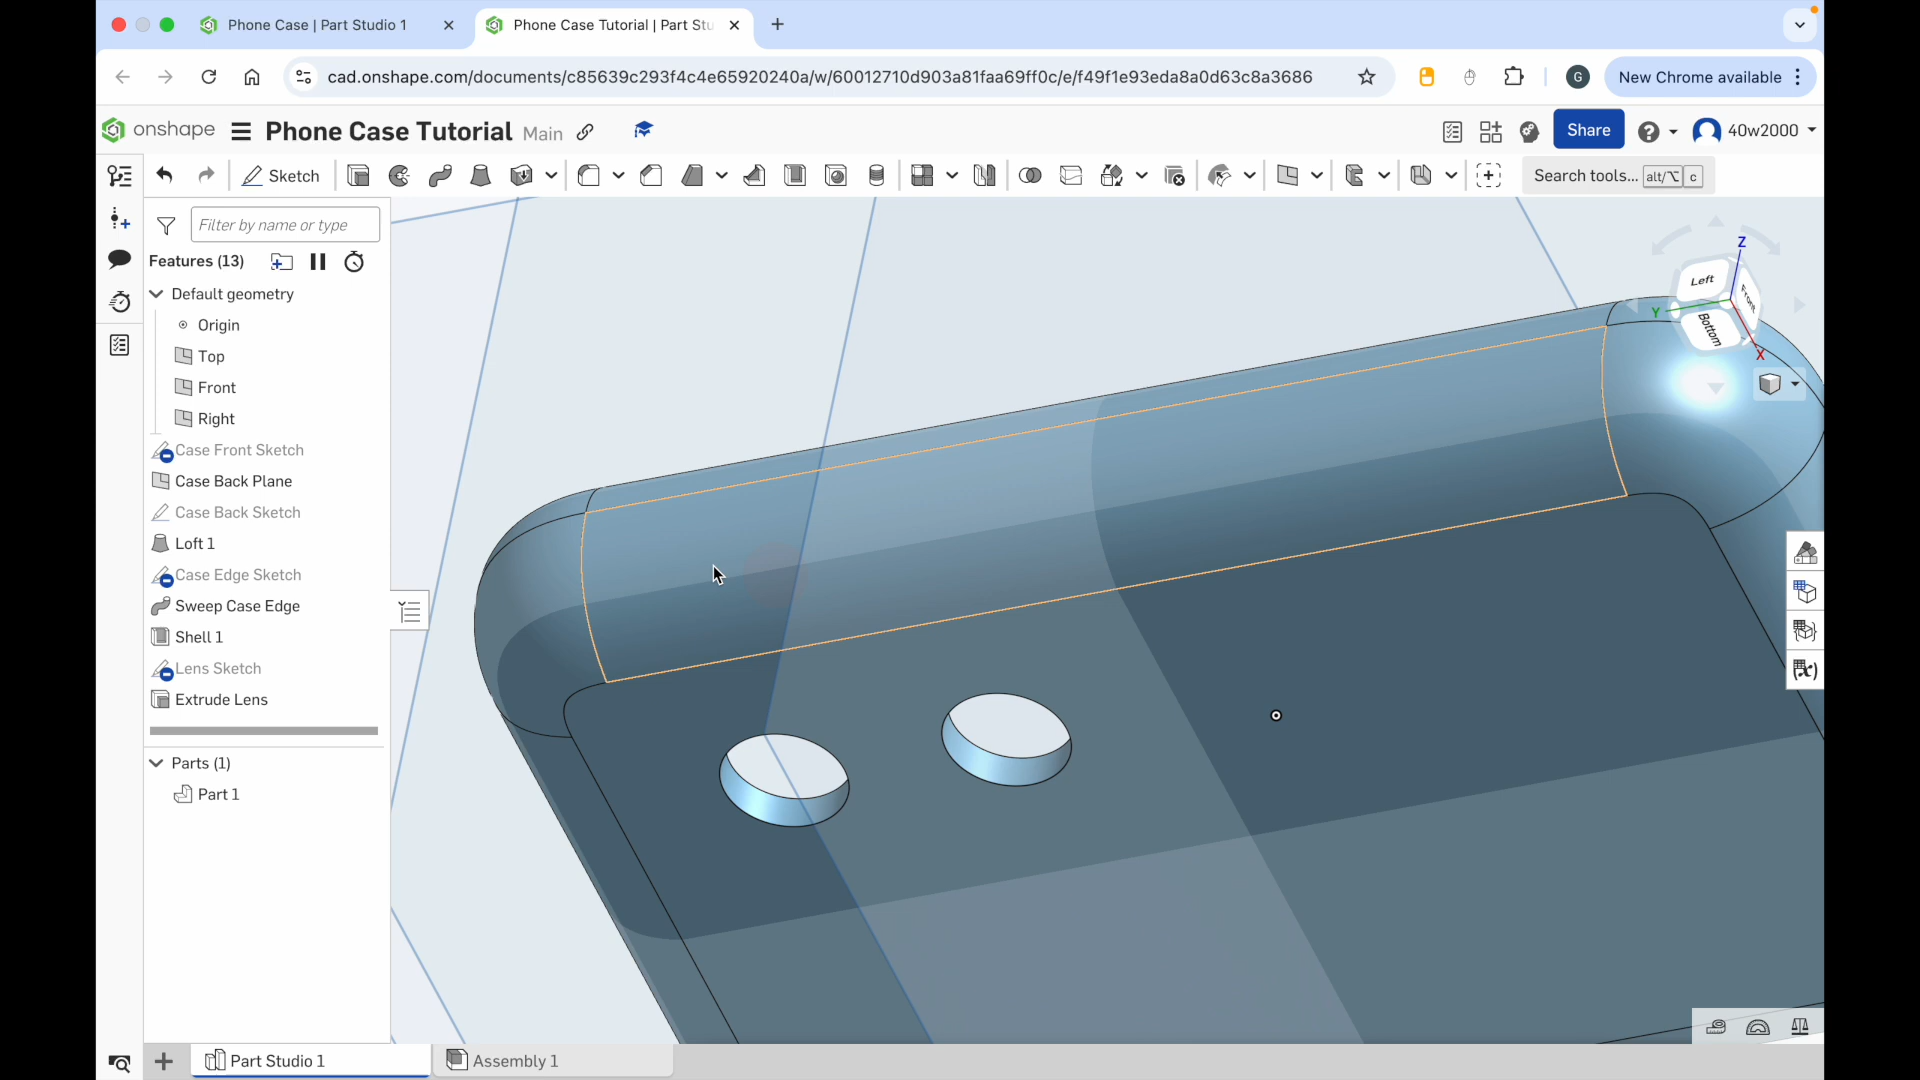 Phone Case | Part Studio 1
Phone Case Tutorial | Part Stu
cad.onshape.com/documents/c85639c293f4c4e65920240a/w/60012710d903a81faa69ff0c/e/f49f1e93eda8a0d63c8a3686
G
New Chrome available
onshape
Phone Case Tutorial
Main
Share
40w2000
Sketch
Search tools... alt/⌥ c
Filter by name or type
Features (13)
Default geometry
Origin
Top
Front
Right
Case Front Sketch
Case Back Plane
Case Back Sketch
Loft 1
Case Edge Sketch
Sweep Case Edge
Shell 1
Lens Sketch
Extrude Lens
Parts (1)
Part 1
Z
Left
Front
Y
Bottom
X
Part Studio 1
Assembly 1